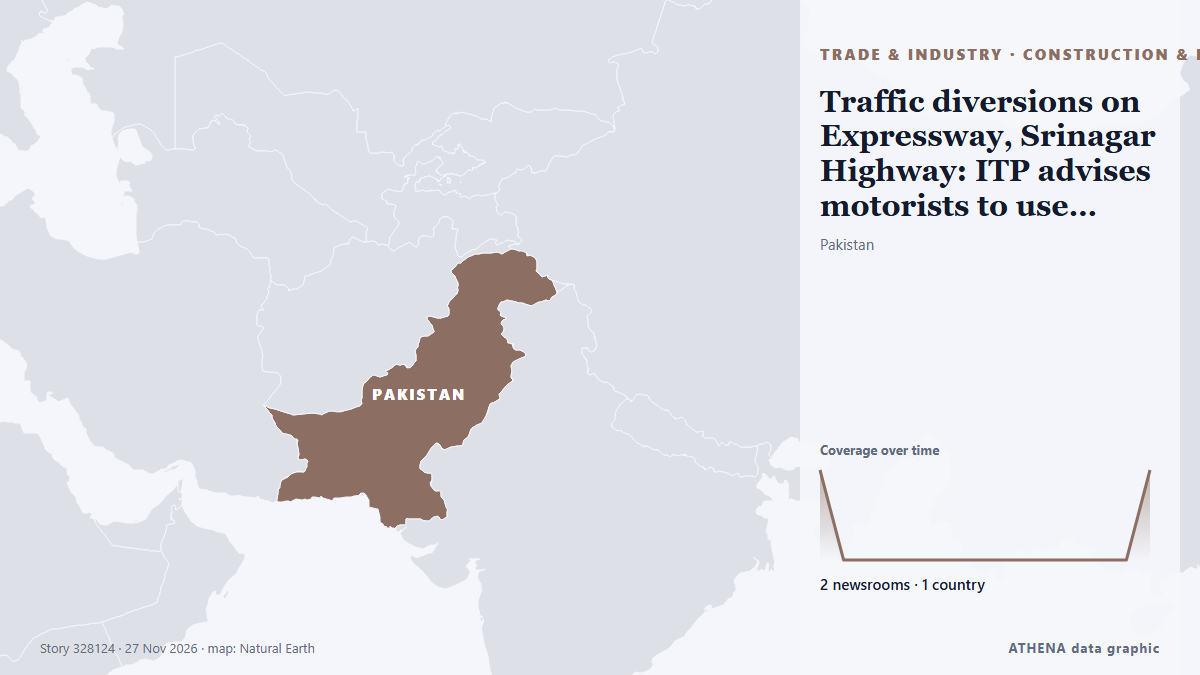 TRADE & INDUSTRY · CONSTRUCTION &
Traffic diversions on
Expressway, Srinagar
Highway: ITP advises
motorists to use...
Pakistan
PAKISTAN
Coverage over time
2 newsrooms · 1 country
Story 328124 · 27 Nov 2026 · map: Natural Earth
ATHENA data graphic